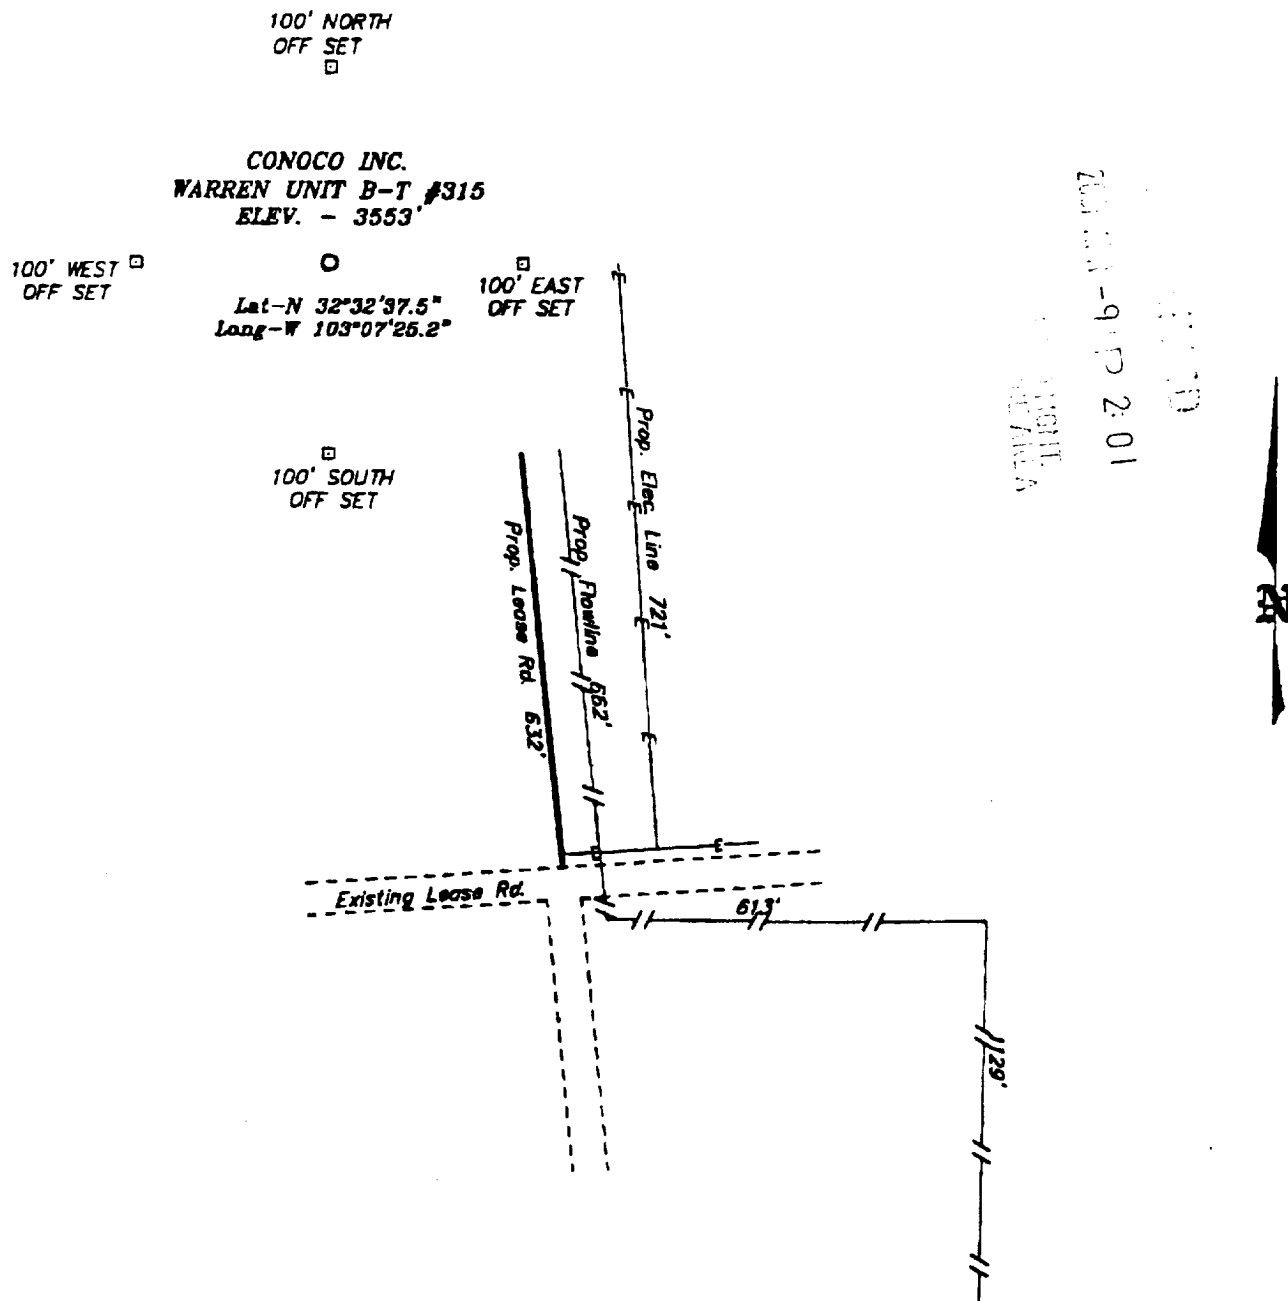 100' NORTH
OFF SET
CONOCO INC.
WARREN UNIT B-T #315
ELEV. - 3553'
100' WEST
OFF SET
100' EAST
OFF SET
Lat-N 32°32'37.5"
Long-W 103°07'25.2"
100' SOUTH
OFF SET
Prop. Lease Rd. 632'
Prop. Flowline 662'
Prop. Elec. Line 721'
Existing Lease Rd.
613'
129'
N
-9 P 2:01